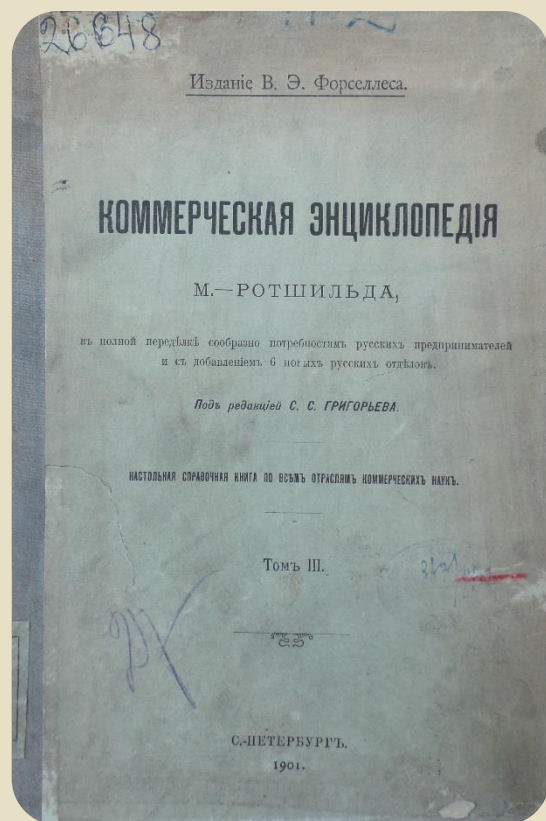 26648
Изданіе В. Э. Форселлеса.
КОММЕРЧЕСКАЯ ЭНЦИКЛОПЕДІЯ
М.—РОТШИЛЬДА,
въ полной передѣлкѣ сообразно потребностямъ русскихъ предпринимателей
и съ добавленіемъ 6 новыхъ русскихъ отдѣловъ.
Подъ редакціей С. С. ГРИГОРЬЕВА.
НАСТОЛЬНАЯ СПРАВОЧНАЯ КНИГА ПО ВСѢМЪ ОТРАСЛЯМЪ КОММЕРЧЕСКИХЪ НАУКЪ.
Томъ III.
С.-ПЕТЕРБУРГЪ.
1901.